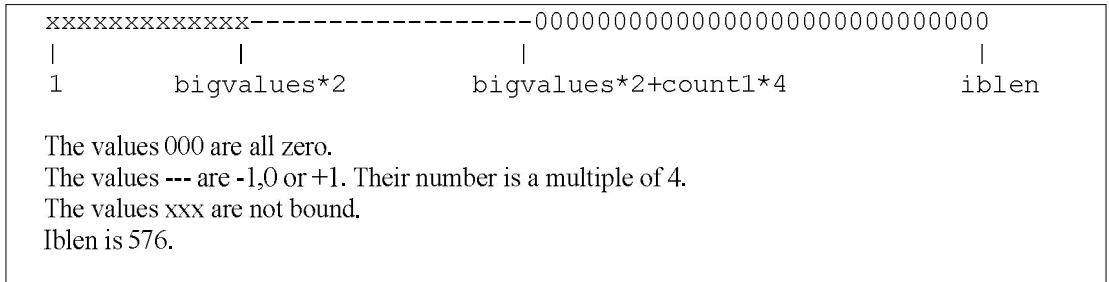 xxxxxxxxxxxxx------------------000000000000000000000000000000
| | | |
1 bigvalues*2 bigvalues*2+count1*4 iblen
The values 000 are all zero.
The values --- are -1,0 or +1. Their number is a multiple of 4.
The values xxx are not bound.
Iblen is 576.